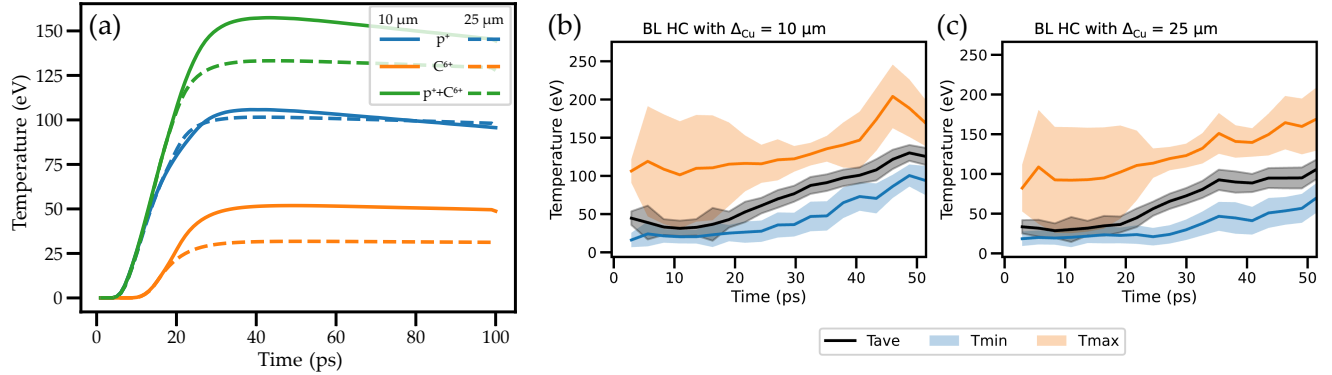 (a)
10 μm 25 μm
p⁺
C⁶⁺
p⁺+C⁶⁺
150
125
100
75
50
25
0
Temperature (eV)
0 20 40 60 80 100
Time (ps)
(b)
BL HC with Δ_Cu = 10 μm
250
200
150
100
50
0
Temperature (eV)
0 10 20 30 40 50
Time (ps)
(c)
BL HC with Δ_Cu = 25 μm
250
200
150
100
50
0
Temperature (eV)
0 10 20 30 40 50
Time (ps)
Tave Tmin Tmax